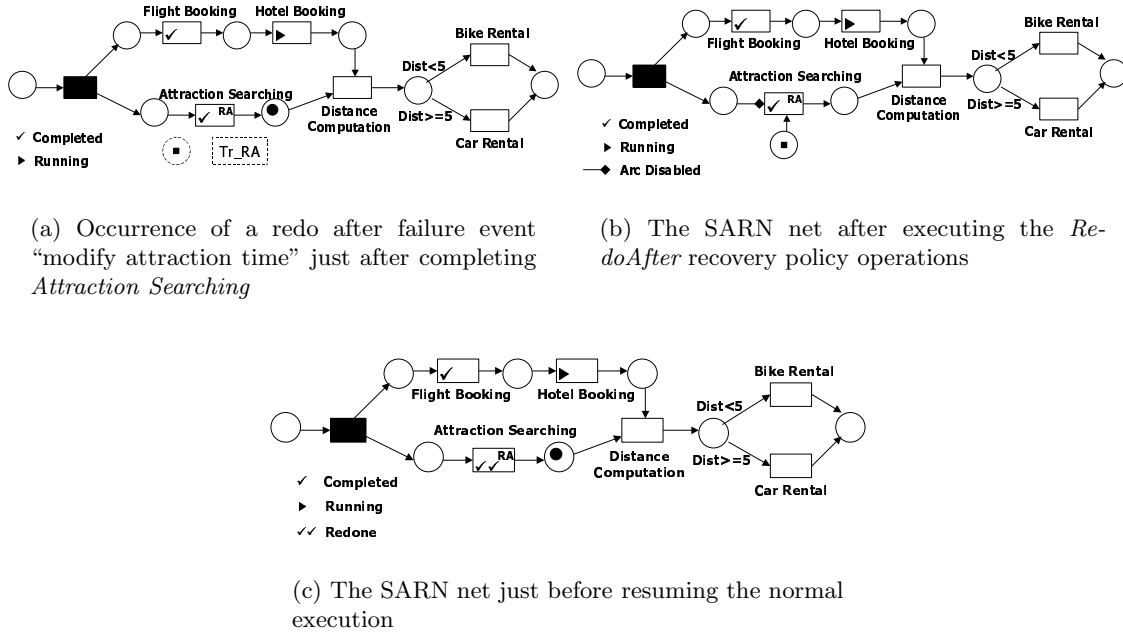 Flight Booking Hotel Booking
Bike Rental
Dist<5
Attraction Searching
RA
Distance
Computation
Dist>=5
Car Rental
✓ Completed
Running
Tr_RA
(a) Occurrence of a redo after failure event
“modify attraction time” just after completing
Attraction Searching
Bike Rental
Flight Booking Hotel Booking
Dist<5
Attraction Searching
RA
Distance
Computation
Dist>=5
Car Rental
✓ Completed
Running
Arc Disabled
(b) The SARN net after executing the Re-
doAfter recovery policy operations
Bike Rental
Flight Booking Hotel Booking
Dist<5
Attraction Searching
RA
Distance
Computation
Dist>=5
Car Rental
✓ Completed
Running
✓✓ Redone
(c) The SARN net just before resuming the normal
execution